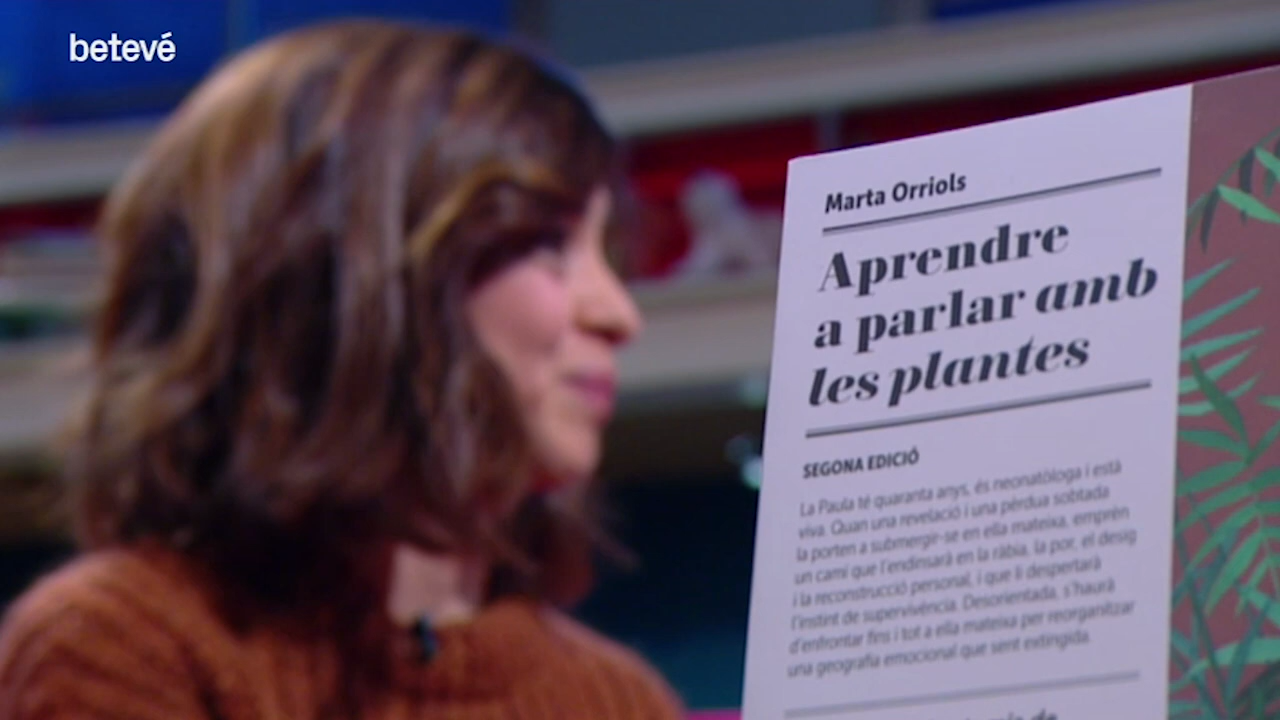 betevé
Marta Orriols
Aprendre
a parlar amb
les plantes
SEGONA EDICIÓ
La Paula té quaranta anys, és neonatòloga i està
viva. Quan una revelació i una pèrdua sobtada
la porten a submergir-se en ella mateixa, emprèn
un camí que l'endinsarà en la ràbia, la por, el desig
i la reconstrucció personal, i que li despertarà
l'instint de supervivència. Desorientada, s'haurà
d'enfrontar fins i tot a ella mateixa per reorganitzar
una geografia emocional que sent extingida.